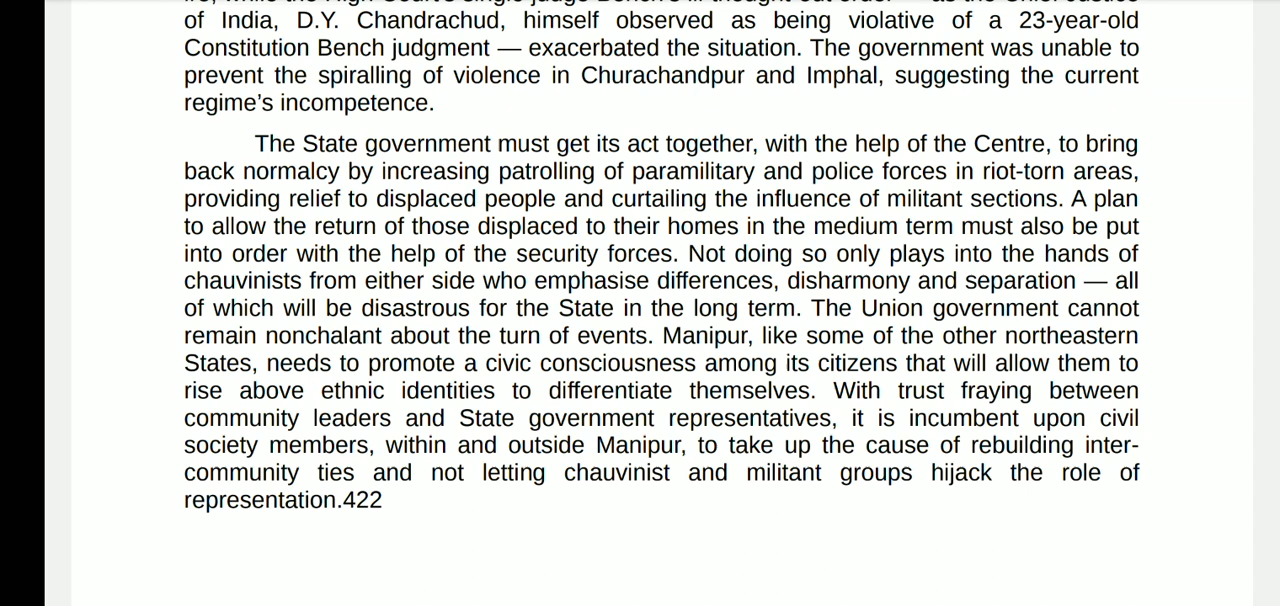 of India, D.Y. Chandrachud, himself observed as being violative of a 23-year-old
Constitution Bench judgment — exacerbated the situation. The government was unable to
prevent the spiralling of violence in Churachandpur and Imphal, suggesting the current
regime’s incompetence.
The State government must get its act together, with the help of the Centre, to bring
back normalcy by increasing patrolling of paramilitary and police forces in riot-torn areas,
providing relief to displaced people and curtailing the influence of militant sections. A plan
to allow the return of those displaced to their homes in the medium term must also be put
into order with the help of the security forces. Not doing so only plays into the hands of
chauvinists from either side who emphasise differences, disharmony and separation — all
of which will be disastrous for the State in the long term. The Union government cannot
remain nonchalant about the turn of events. Manipur, like some of the other northeastern
States, needs to promote a civic consciousness among its citizens that will allow them to
rise above ethnic identities to differentiate themselves. With trust fraying between
community leaders and State government representatives, it is incumbent upon civil
society members, within and outside Manipur, to take up the cause of rebuilding inter-
community ties and not letting chauvinist and militant groups hijack the role of
representation.422